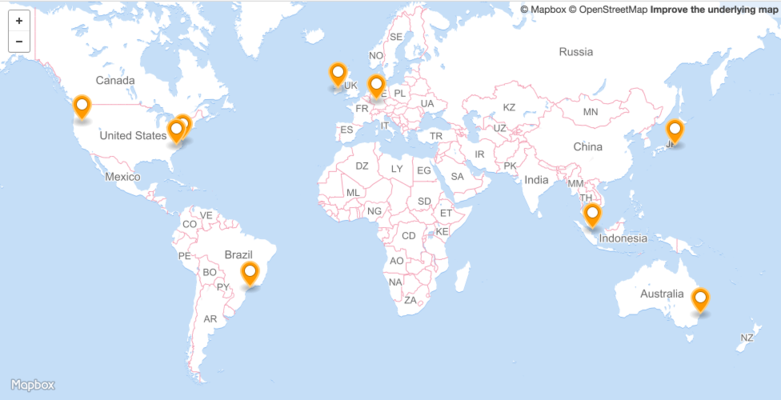 © Mapbox © OpenStreetMap Improve the underlying map
+
−
SE
NO
Russia
Canada
UK
PL
UA
FR
KZ
MN
United States
ES
IT
TR
UZ
China
IR
PK
Mexico
DZ
LY
EG
SA
India
MM
TH
ML
NG
SD
ET
VE
CO
KE
CD
Indonesia
PE
Brazil
BO
AO
PY
NA
ZA
Australia
AR
NZ
Mapbox